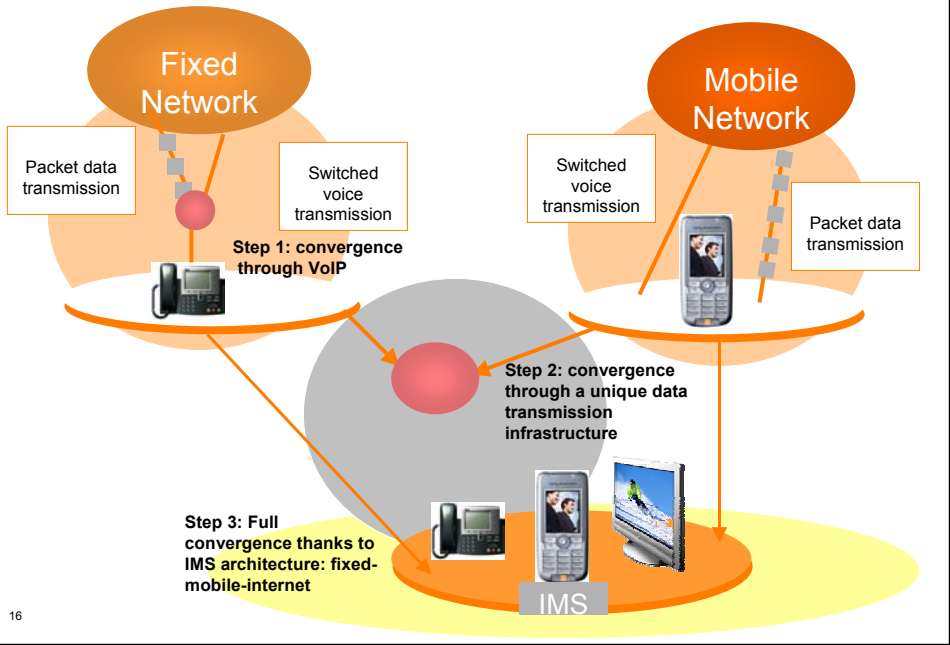 Fixed
Network
Mobile
Network
Packet data
transmission
Switched
voice
transmission
Switched
voice
transmission
Packet data
transmission
Step 1: convergence
through VoIP
Step 2: convergence
through a unique data
transmission
infrastructure
Step 3: Full
convergence thanks to
IMS architecture: fixed-
mobile-internet
IMS
16